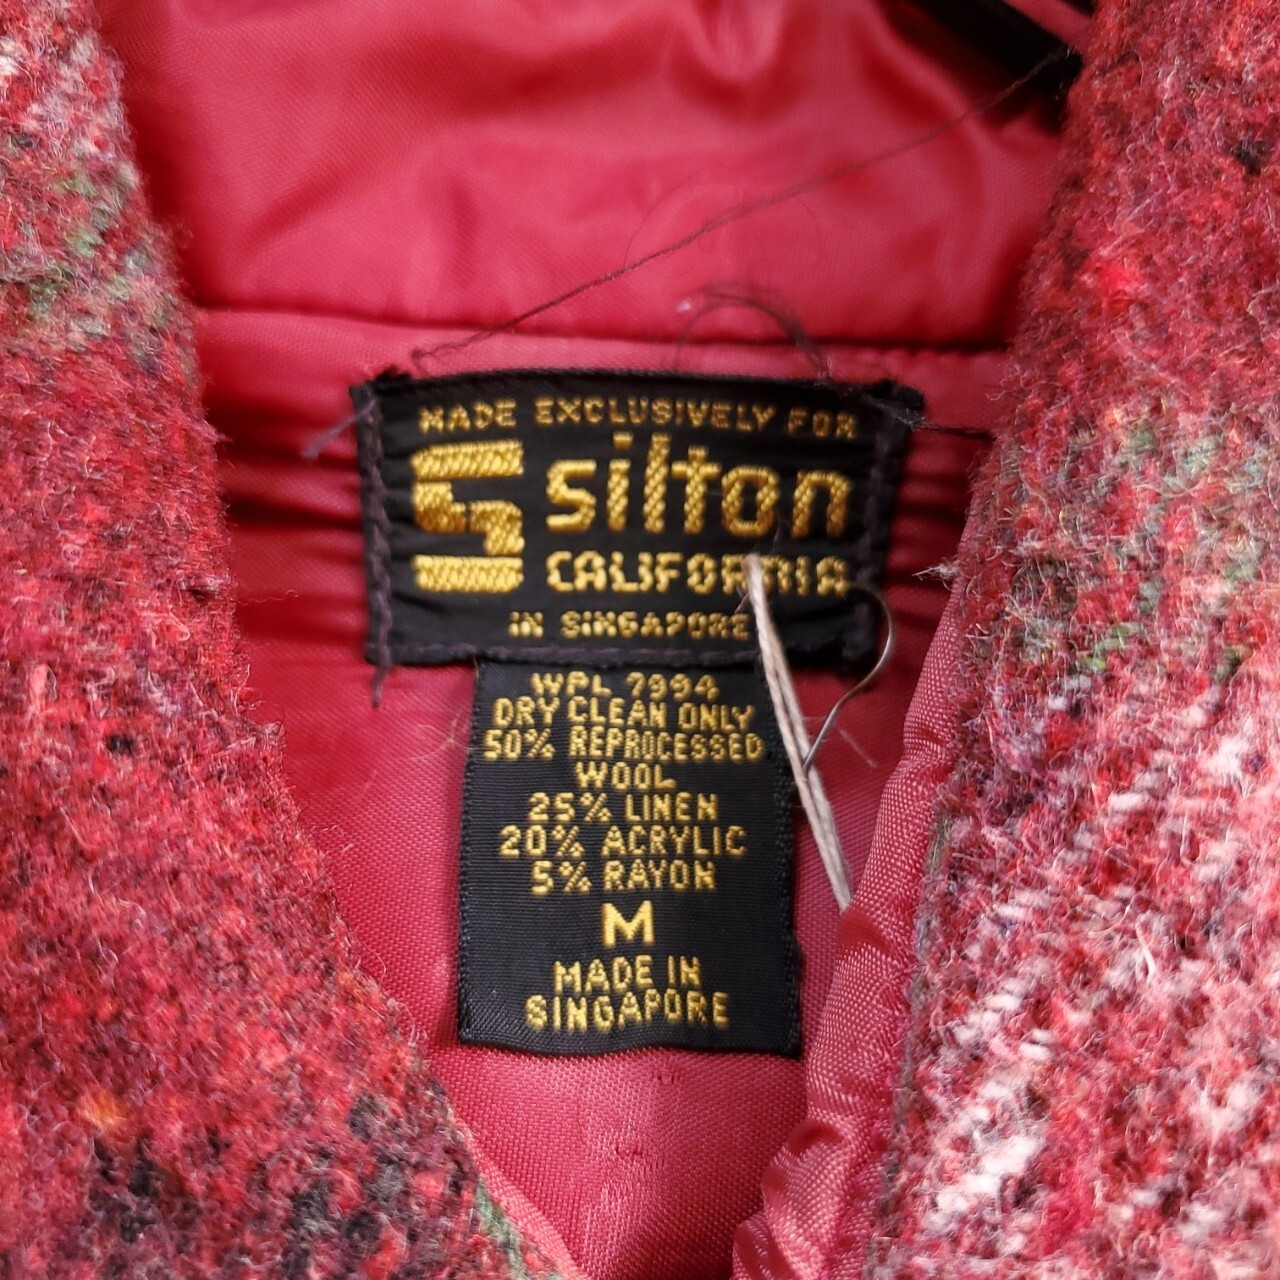 MADE EXCLUSIVELY FOR
S silton
CALIFORNIA
IN SINGAPORE
WPL 7994
DRY CLEAN ONLY
50% REPROCESSED
WOOL
25% LINEN
20% ACRYLIC
5% RAYON
M
MADE IN
SINGAPORE